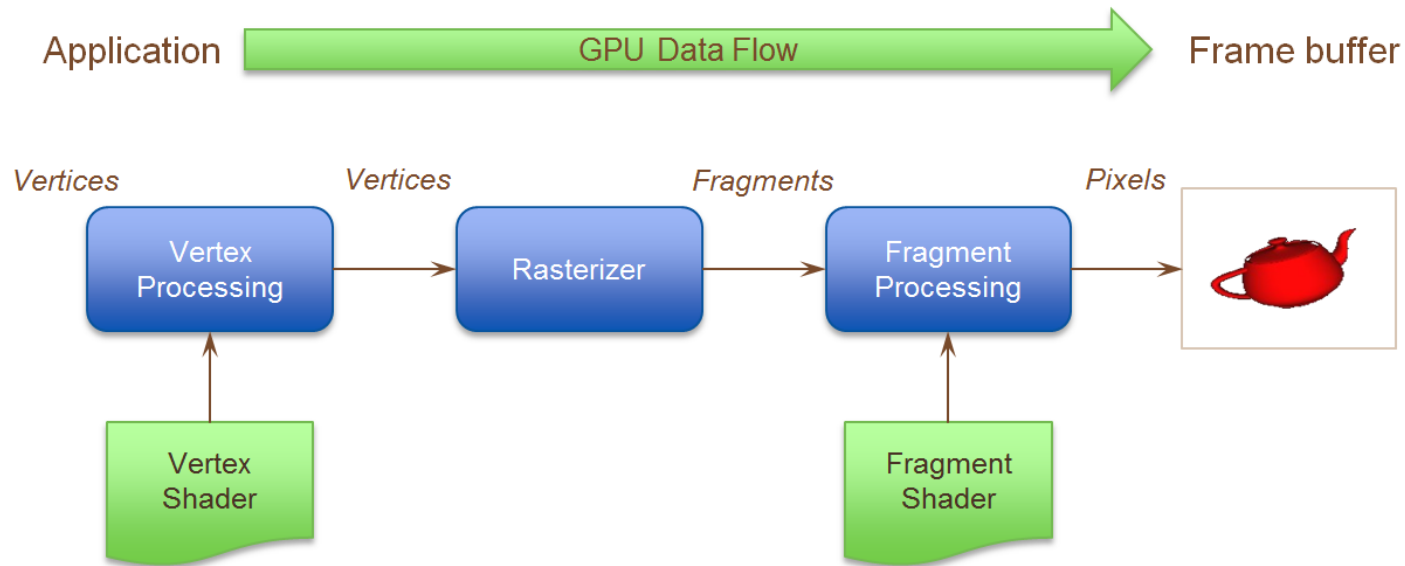 Application
GPU Data Flow
Frame buffer
Vertices
Vertices
Fragments
Pixels
Vertex
Processing
Rasterizer
Fragment
Processing
Vertex
Shader
Fragment
Shader